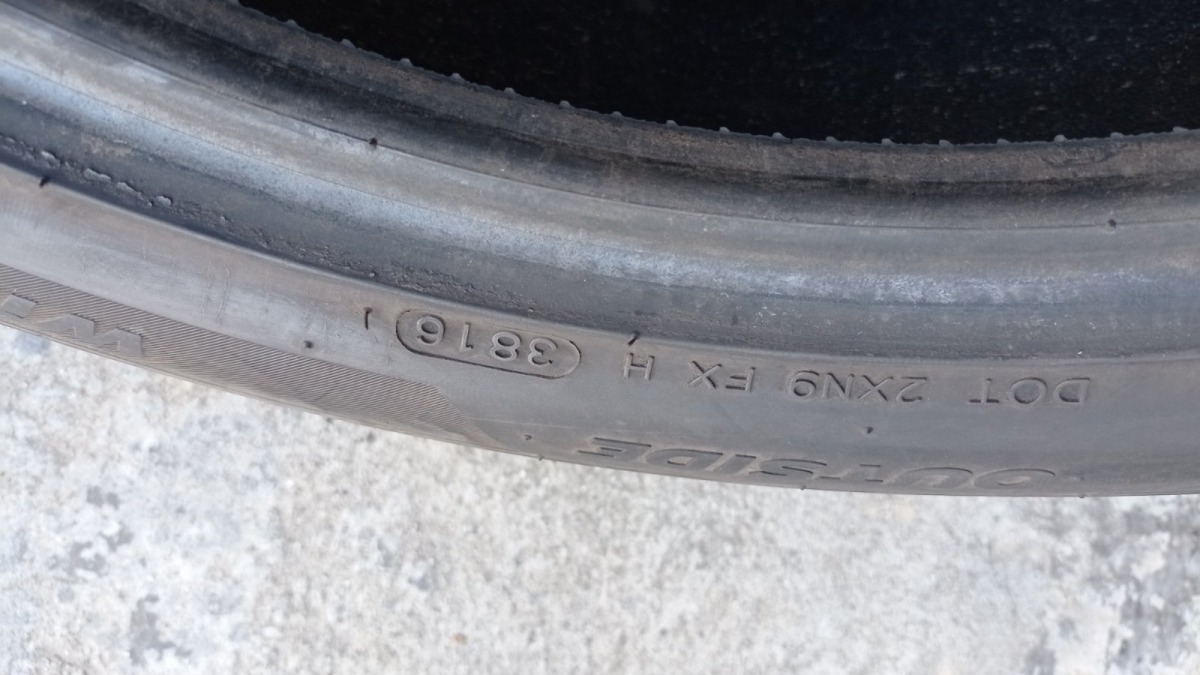 DOT 2XN9 FX H 3816
OUTSIDE